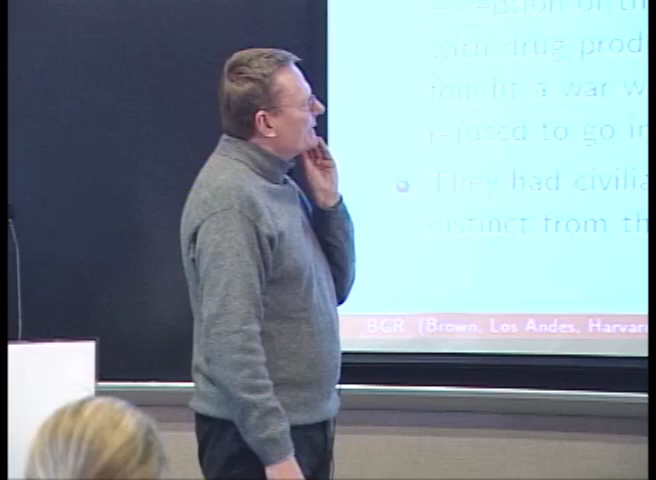 with drug prod
fought a war w
refused to go in
They had civilia
distinct from th
BGR (Brown, Los Andes, Harvar